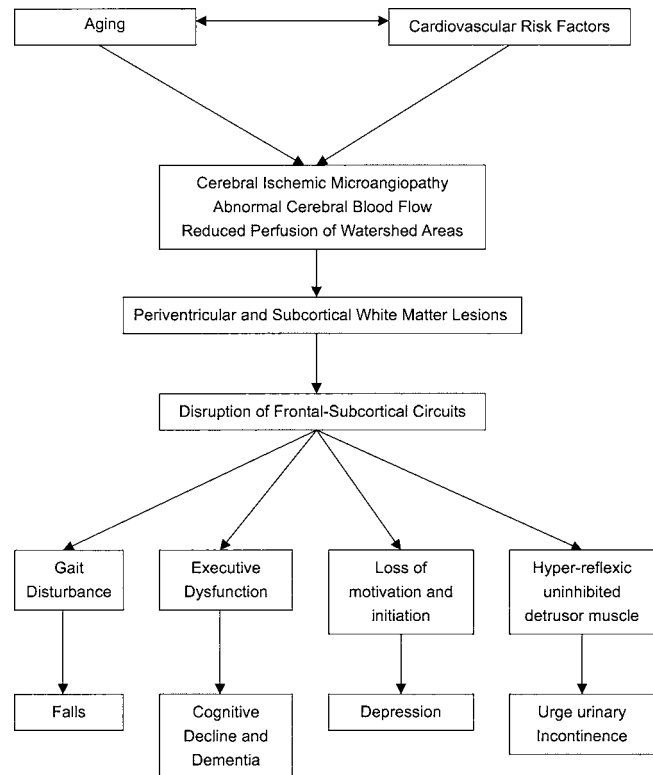 Aging
Cardiovascular Risk Factors
Cerebral Ischemic Microangiopathy
Abnormal Cerebral Blood Flow
Reduced Perfusion of Watershed Areas
Periventricular and Subcortical White Matter Lesions
Disruption of Frontal-Subcortical Circuits
Gait
Disturbance
Executive
Dysfunction
Loss of
motivation and
initiation
Hyper-reflexic
uninhibited
detrusor muscle
Falls
Cognitive
Decline and
Dementia
Depression
Urge urinary
Incontinence